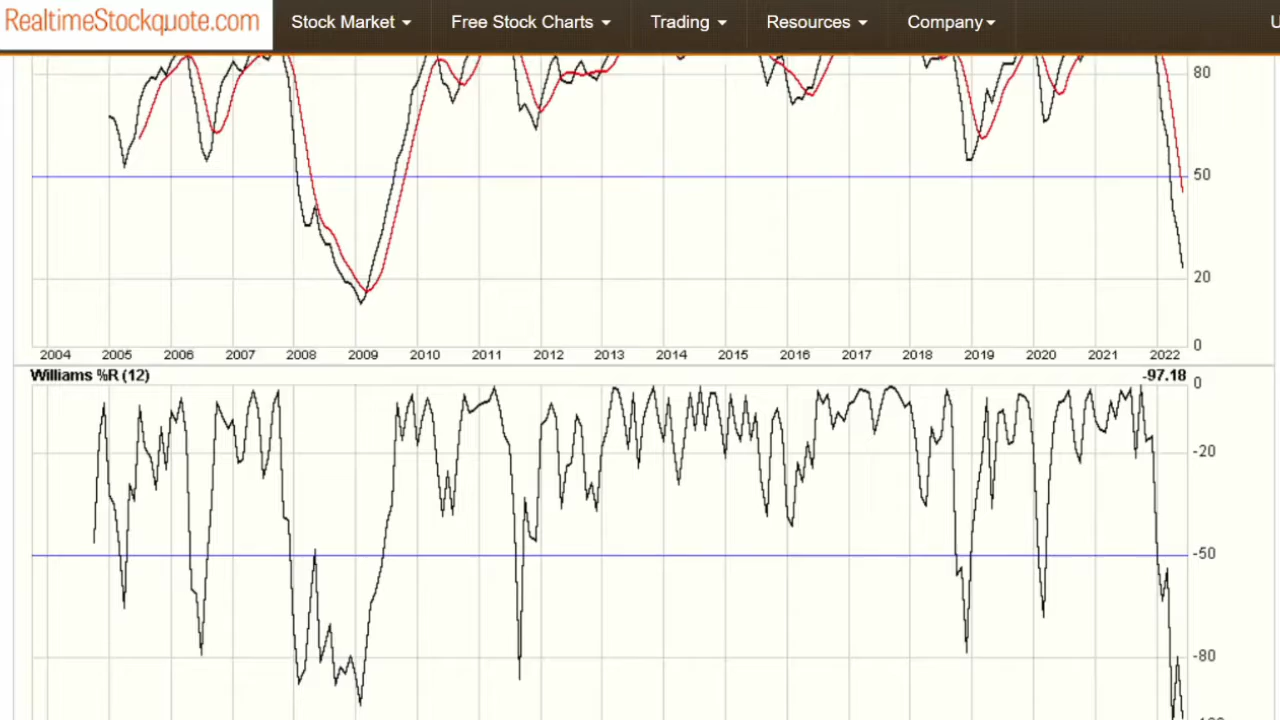 RealtimeStockquote.com Stock Market Free Stock Charts Trading Resources Company U
80
50
20
0
2004 2005 2006 2007 2008 2009 2010 2011 2012 2013 2014 2015 2016 2017 2018 2019 2020 2021 2022
Williams %R (12) -97.18
0
-20
-50
-80